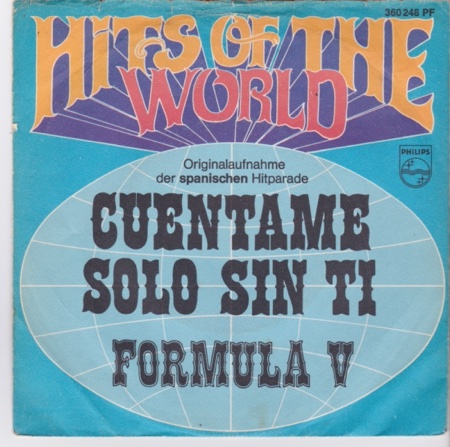 360 248 PF
HITS OF THE
WORLD
PHILIPS
Originalaufnahme
der spanischen Hitparade
CUENTAME
SOLO SIN TI
FORMULA V